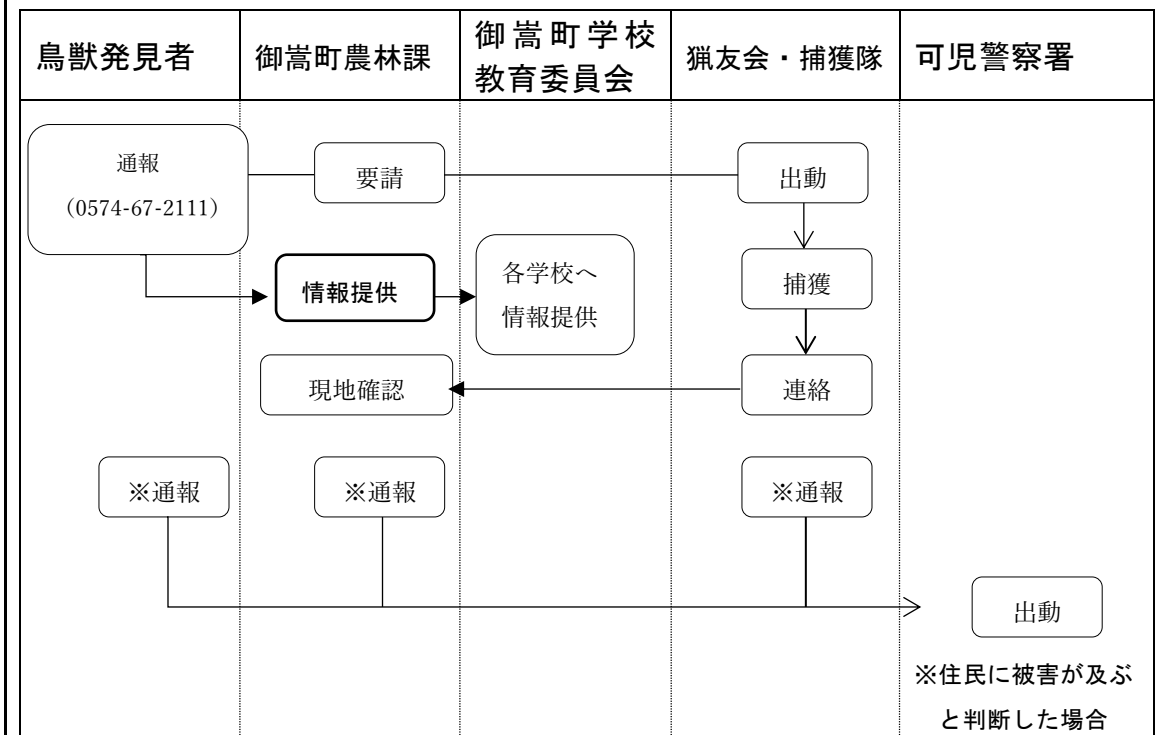 鳥獣発見者
御嵩町農林課
御嵩町学校
教育委員会
猟友会・捕獲隊
可児警察署
通報
（0574-67-2111）
要請
出動
情報提供
各学校へ
情報提供
捕獲
現地確認
連絡
※通報
※通報
※通報
出動
※住民に被害が及ぶ
と判断した場合